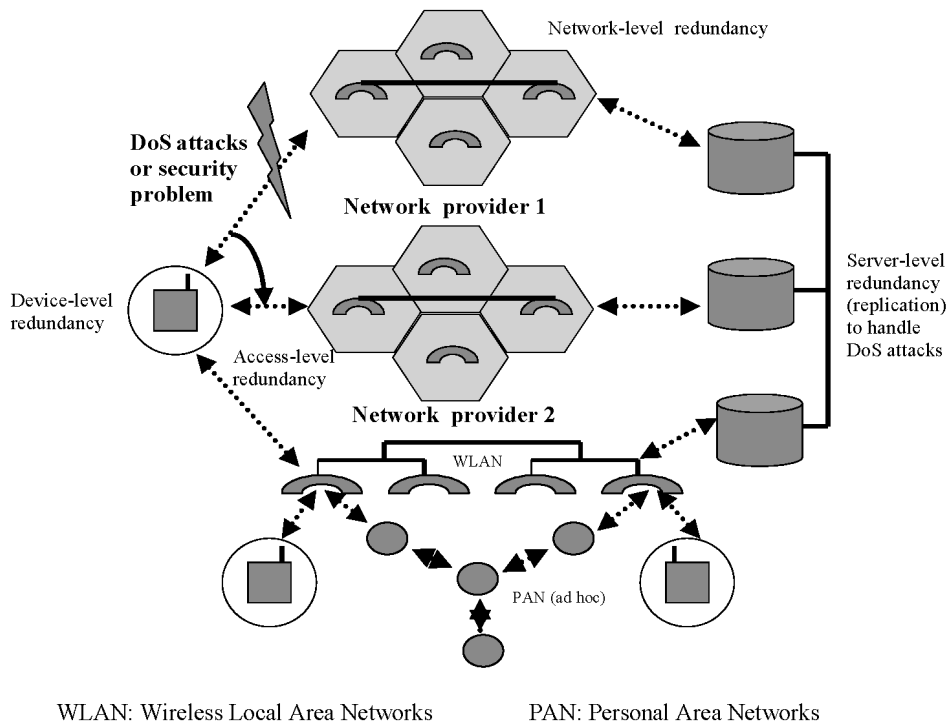 Network-level redundancy
DoS attacks
or security
problem
Network provider 1
Server-level
redundancy
(replication)
to handle
DoS attacks
Device-level
redundancy
Access-level
redundancy
Network provider 2
WLAN
PAN (ad hoc)
WLAN: Wireless Local Area Networks
PAN: Personal Area Networks